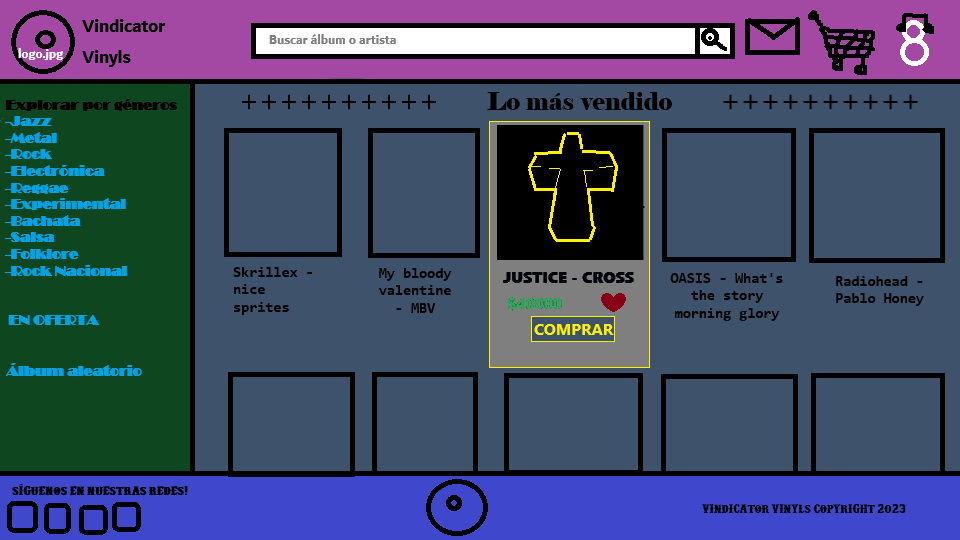 Vindicator
Vinyls
logo.jpg
Buscar álbum o artista
8
Explorar por géneros
-Jazz
-Metal
-Rock
-Electrónica
-Reggae
-Experimental
-Bachata
-Salsa
-Folklore
-Rock Nacional
EN OFERTA
Álbum aleatorio
++++++++++ Lo más vendido ++++++++++
Skrillex -
nice
sprites
My bloody
valentine
- MBV
JUSTICE - CROSS
$46000
COMPRAR
OASIS - What's
the story
morning glory
Radiohead -
Pablo Honey
SÍGUENOS EN NUESTRAS REDES!
VINDICATOR VINYLS COPYRIGHT 2023